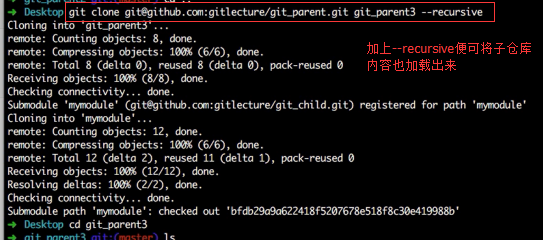 ➜ Desktop git clone git@github.com:gitlecture/git_parent.git git_parent3 --recursive
Cloning into 'git_parent3'...
remote: Counting objects: 8, done.
remote: Compressing objects: 100% (6/6), done.
remote: Total 8 (delta 0), reused 8 (delta 0), pack-reused 0
Receiving objects: 100% (8/8), done.
Checking connectivity... done.
Submodule 'mymodule' (git@github.com:gitlecture/git_child.git) registered for path 'mymodule'
Cloning into 'mymodule'...
remote: Counting objects: 12, done.
remote: Compressing objects: 100% (6/6), done.
remote: Total 12 (delta 2), reused 11 (delta 1), pack-reused 0
Receiving objects: 100% (12/12), done.
Resolving deltas: 100% (2/2), done.
Checking connectivity... done.
Submodule path 'mymodule': checked out 'bfdb29a9a622418f5207678e518f8c30e419988b'
➜ Desktop cd git_parent3
➜ git_parent3 git:(master) ls
加上--recursive便可将子仓库
内容也加载出来